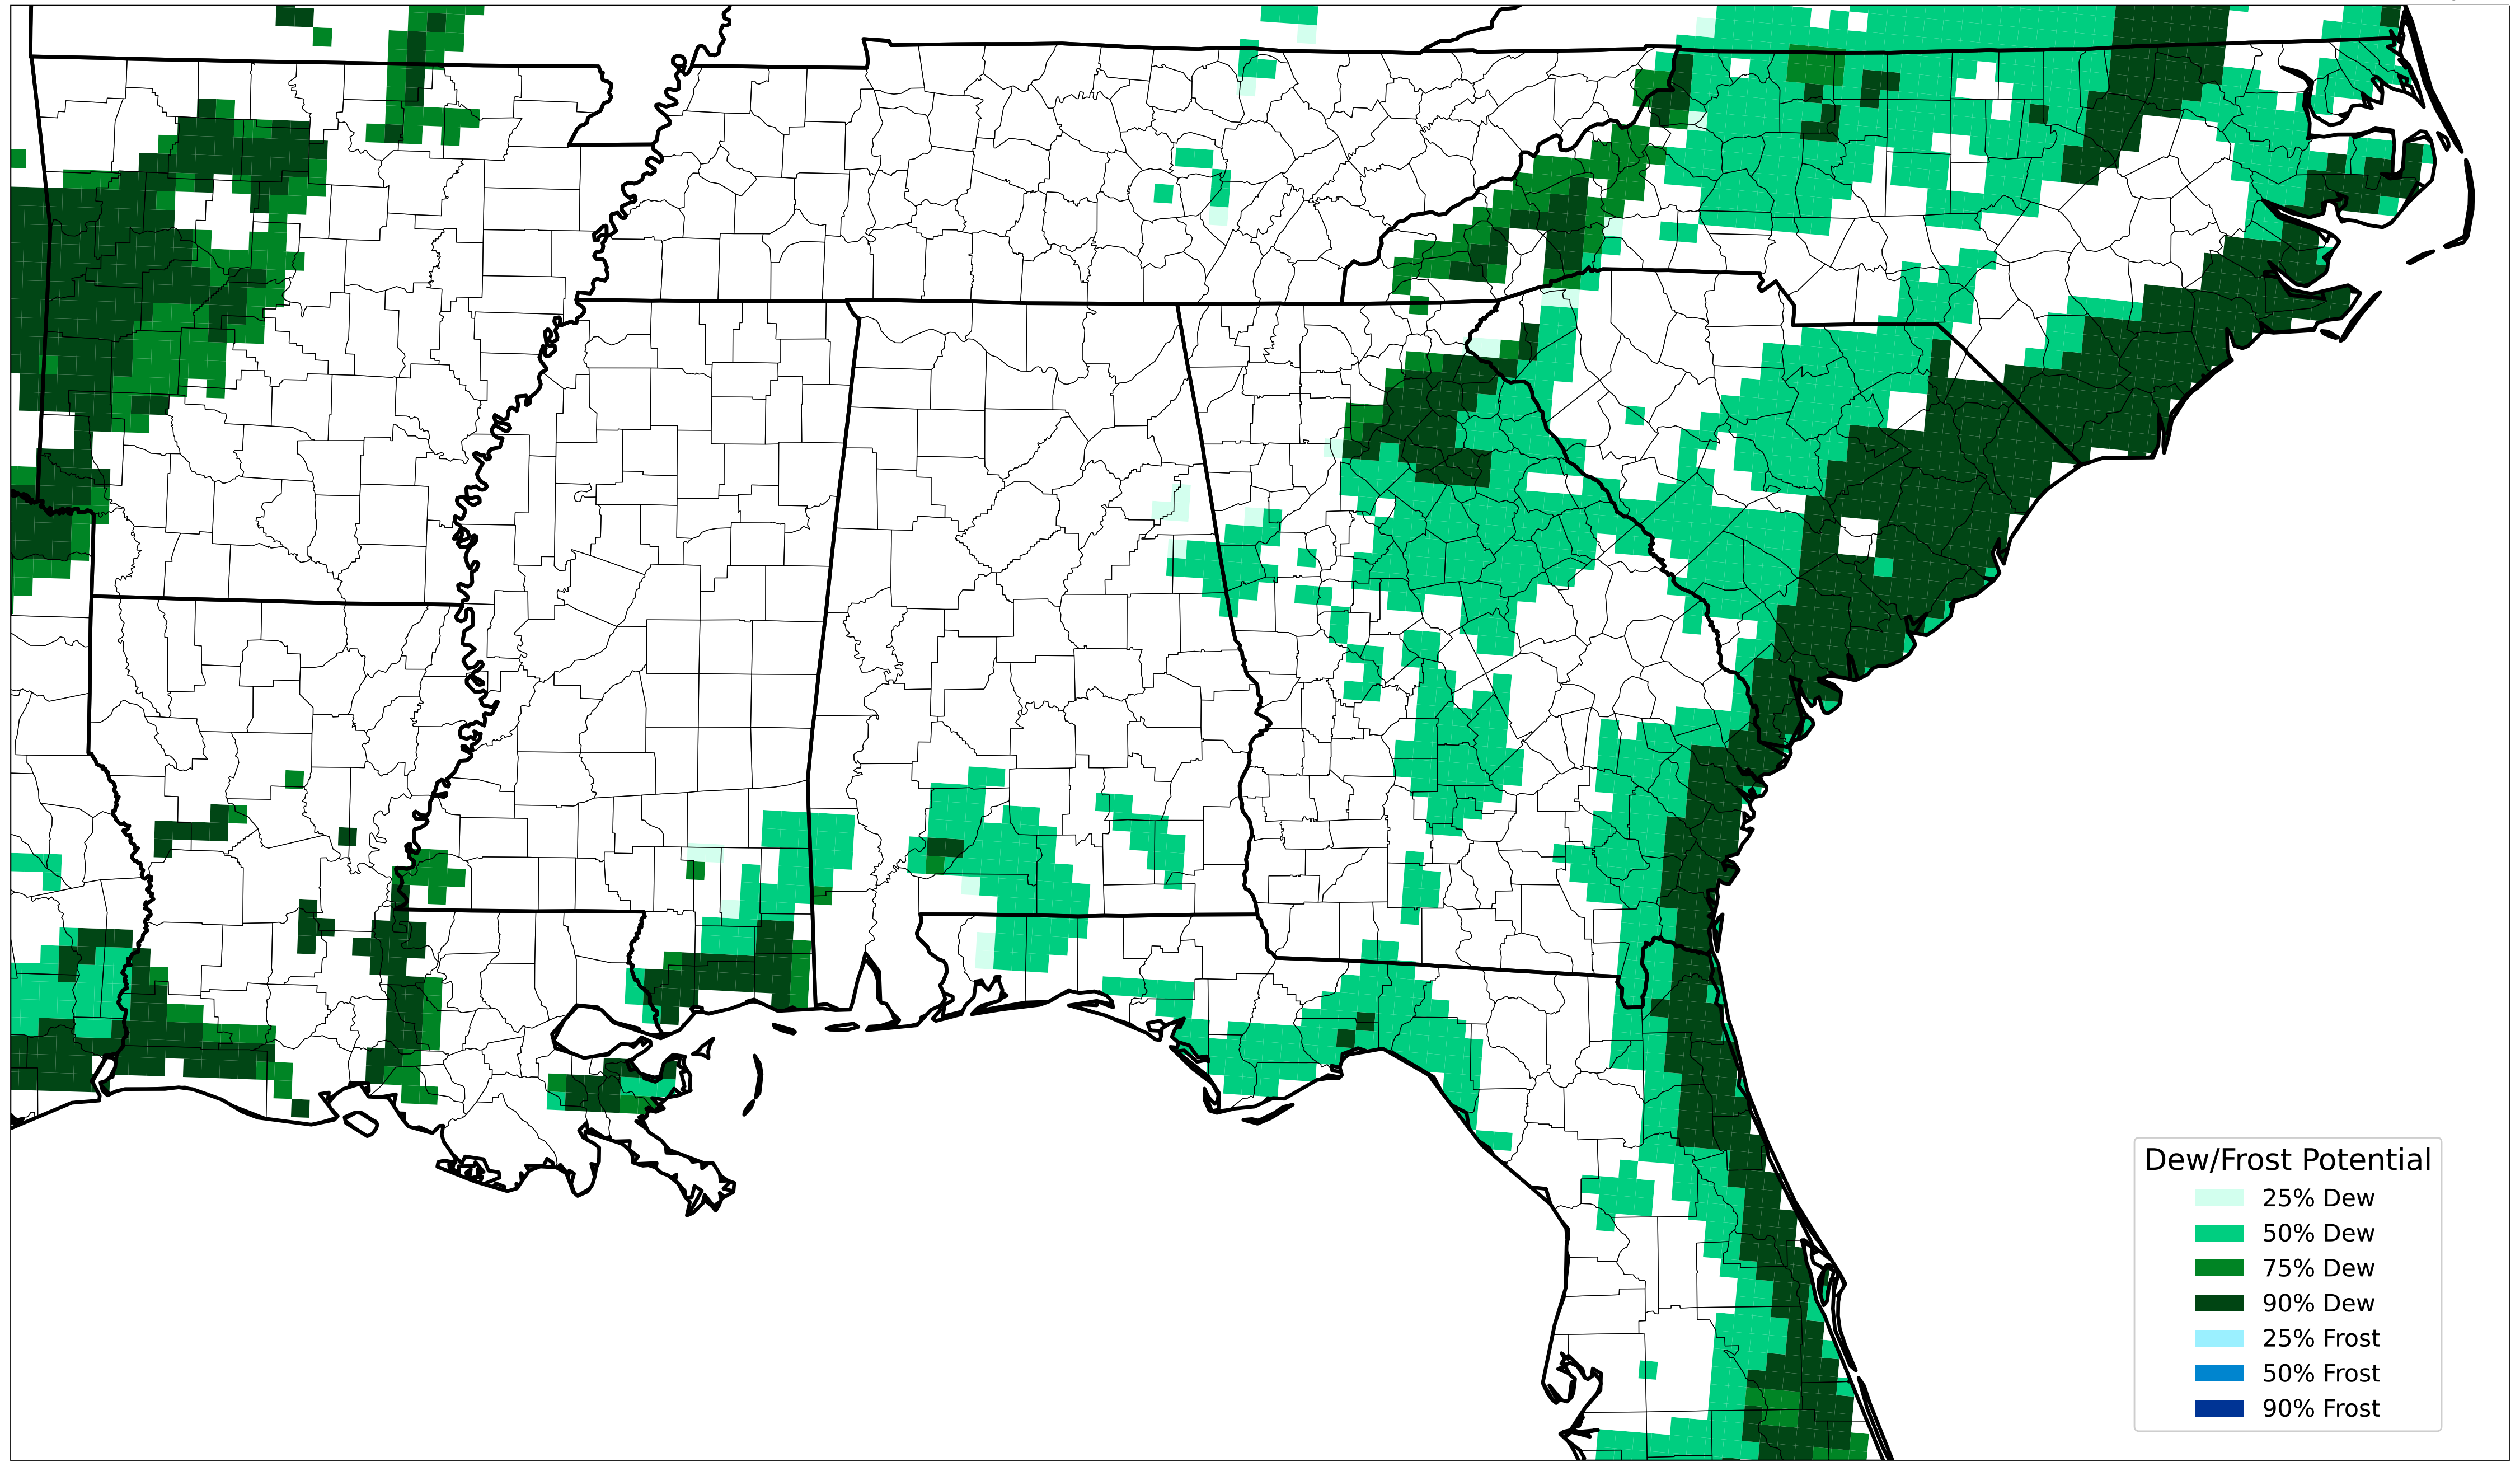 Dew/Frost Potential
25% Dew
50% Dew
75% Dew
90% Dew
25% Frost
50% Frost
90% Frost